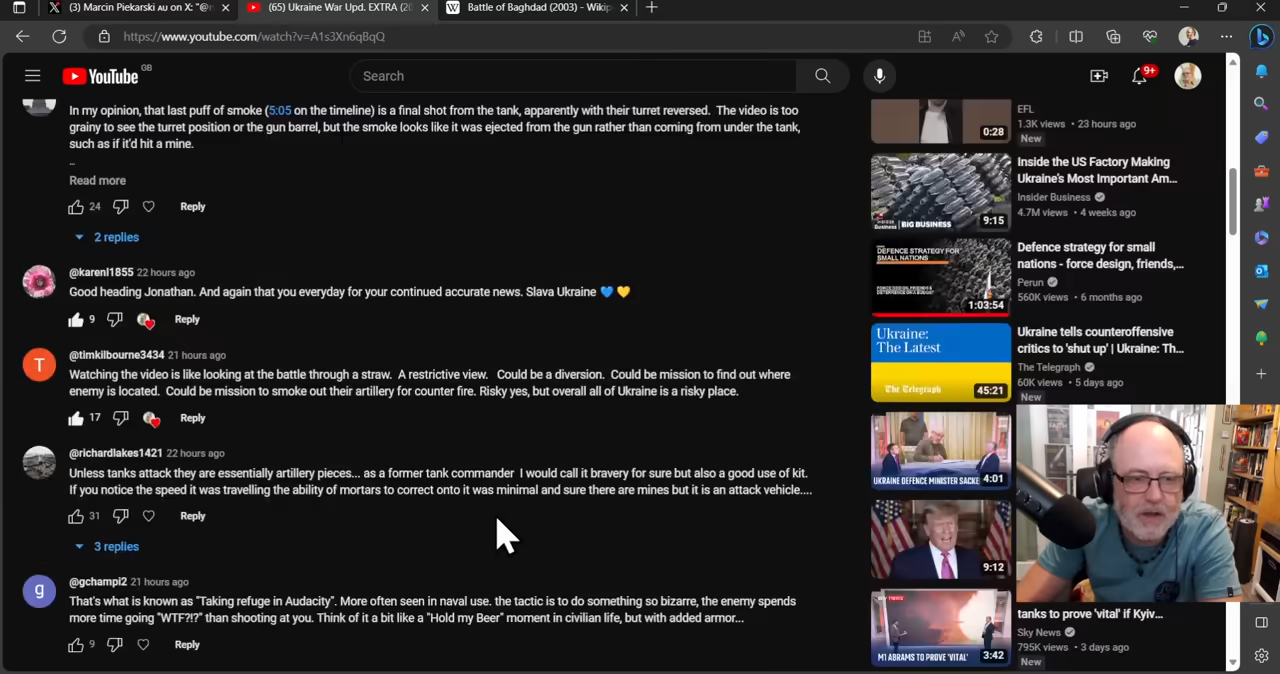 (3) Marcin Piekarski ᴀᴜ on X: "@r
(65) Ukraine War Upd. EXTRA (20
Battle of Baghdad (2003) - Wikip
https://www.youtube.com/watch?v=A1s3Xn6qBqQ
YouTube GB
Search
9+
In my opinion, that last puff of smoke (5:05 on the timeline) is a final shot from the tank, apparently with their turret reversed. The video is too
grainy to see the turret position or the gun barrel, but the smoke looks like it was ejected from the gun rather than coming from under the tank,
such as if it'd hit a mine.
..
Read more
24 Reply
2 replies
@karenl1855 22 hours ago
Good heading Jonathan. And again that you everyday for your continued accurate news. Slava Ukraine 💙 💛
9 Reply
T
@timkilbourne3434 21 hours ago
Watching the video is like looking at the battle through a straw. A restrictive view. Could be a diversion. Could be mission to find out where
enemy is located. Could be mission to smoke out their artillery for counter fire. Risky yes, but overall all of Ukraine is a risky place.
17 Reply
@richardlakes1421 22 hours ago
Unless tanks attack they are essentially artillery pieces... as a former tank commander I would call it bravery for sure but also a good use of kit.
If you notice the speed it was travelling the ability of mortars to correct onto it was minimal and sure there are mines but it is an attack vehicle....
31 Reply
3 replies
g
@gchampi2 21 hours ago
That's what is known as "Taking refuge in Audacity". More often seen in naval use. the tactic is to do something so bizarre, the enemy spends
more time going "WTF?!?" than shooting at you. Think of it a bit like a "Hold my Beer" moment in civilian life, but with added armor...
9 Reply
0:28
EFL
1.3K views • 23 hours ago
New
BIG BUSINESS
9:15
Inside the US Factory Making
Ukraine's Most Important Am...
Insider Business
4.7M views • 4 weeks ago
DEFENCE STRATEGY FOR
SMALL NATIONS
1:03:54
Defence strategy for small
nations - force design, friends,...
Perun
560K views • 6 months ago
Ukraine:
The Latest
The Telegraph
45:21
Ukraine tells counteroffensive
critics to 'shut up' | Ukraine: Th...
The Telegraph
60K views • 5 days ago
New
UKRAINE DEFENCE MINISTER SACKE
4:01
9:12
M1 ABRAMS TO PROVE 'VITAL'
3:42
tanks to prove 'vital' if Kyiv...
Sky News
795K views • 3 days ago
New